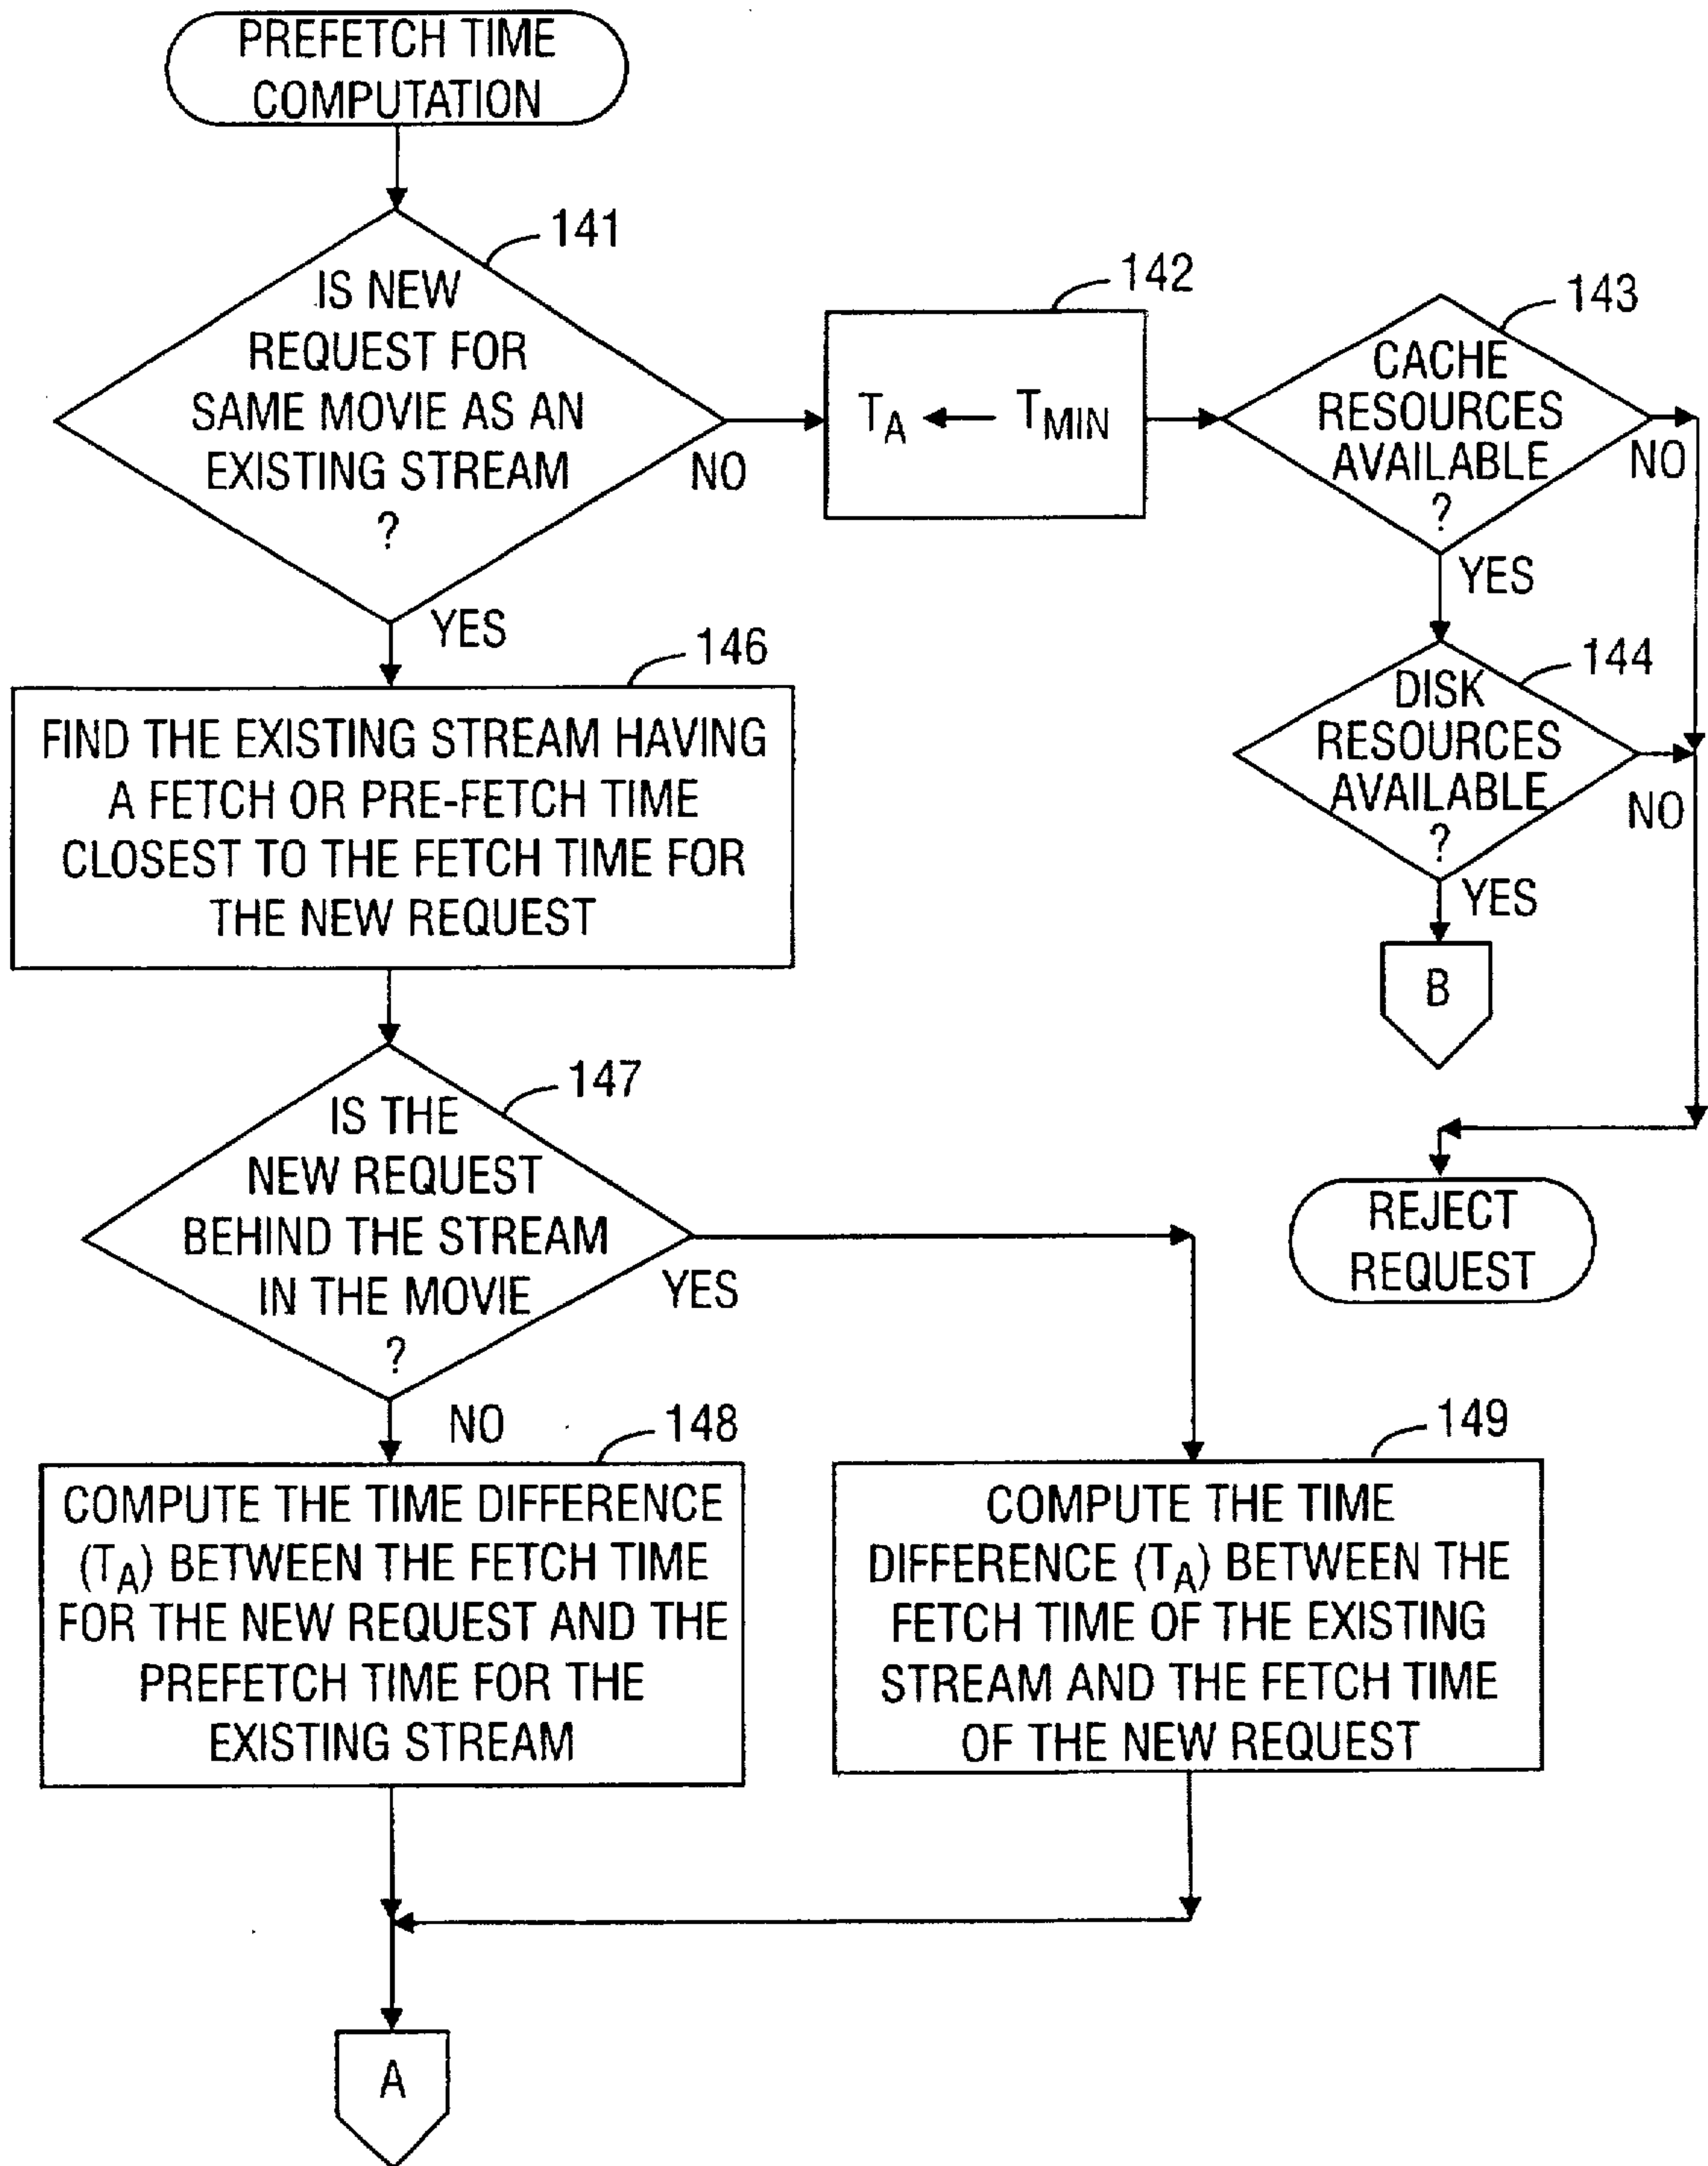 PREFETCH TIME
COMPUTATION
141
IS NEW
REQUEST FOR
SAME MOVIE AS AN
EXISTING STREAM
?
NO
YES
142
T_A ← T_MIN
143
CACHE
RESOURCES
AVAILABLE
?
NO
YES
144
DISK
RESOURCES
AVAILABLE
?
NO
YES
B
REJECT
REQUEST
146
FIND THE EXISTING STREAM HAVING
A FETCH OR PRE-FETCH TIME
CLOSEST TO THE FETCH TIME FOR
THE NEW REQUEST
147
IS THE
NEW REQUEST
BEHIND THE STREAM
IN THE MOVIE
?
YES
NO
148
COMPUTE THE TIME DIFFERENCE
(T_A) BETWEEN THE FETCH TIME
FOR THE NEW REQUEST AND THE
PREFETCH TIME FOR THE
EXISTING STREAM
149
COMPUTE THE TIME
DIFFERENCE (T_A) BETWEEN THE
FETCH TIME OF THE EXISTING
STREAM AND THE FETCH TIME
OF THE NEW REQUEST
A